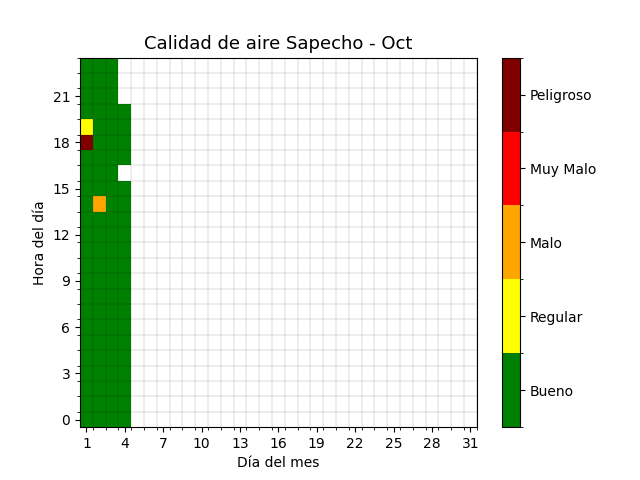 Calidad de aire Sapecho - Oct
Hora del día
21
18
15
12
9
6
3
0
1 4 7 10 13 16 19 22 25 28 31
Día del mes
Peligroso
Muy Malo
Malo
Regular
Bueno